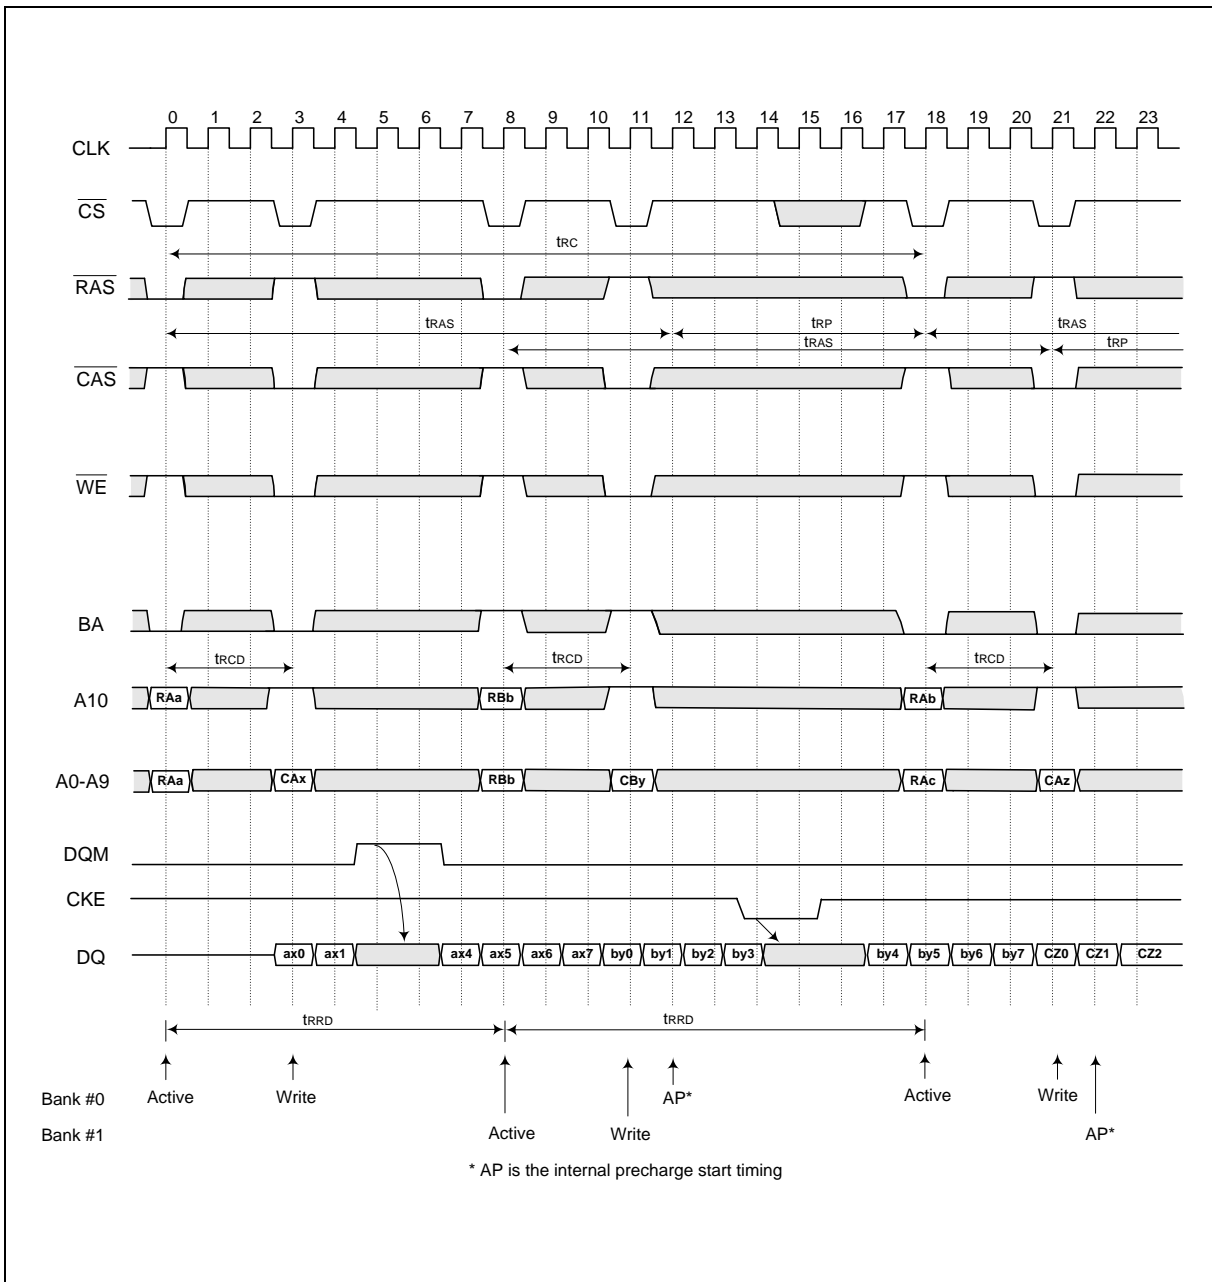 0 1 2 3 4 5 6 7 8 9 10 11 12 13 14 15 16 17 18 19 20 21 22 23
CLK
CS
tRC
RAS
tRAS tRP tRAS
tRAS tRP
CAS
WE
BA
tRCD tRCD tRCD
A10 RAa RBb RAb
A0-A9 RAa CAx RBb CBy RAc CAz
DQM
CKE
DQ ax0 ax1 ax4 ax5 ax6 ax7 by0 by1 by2 by3 by4 by5 by6 by7 CZ0 CZ1 CZ2
tRRD tRRD
Bank #0 Active Write AP* Active Write
Bank #1 Active Write AP*
* AP is the internal precharge start timing